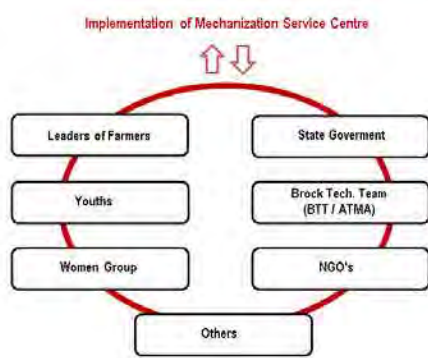 Implementation of Mechanization Service Centre
Leaders of Farmers
State Goverment
Youths
Brock Tech. Team
(BTT / ATMA)
Women Group
NGO's
Others